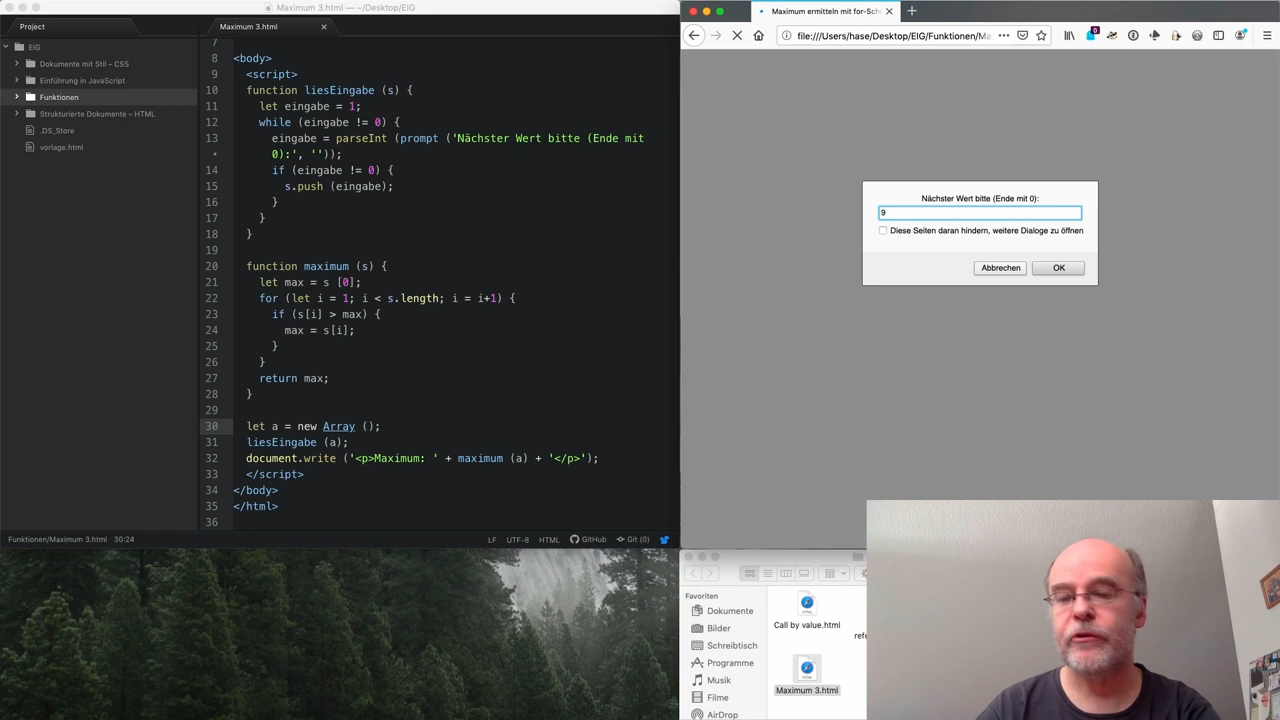 Maximum 3.html — ~/Desktop/EIG
Project
Maximum 3.html
EIG
Dokumente mit Stil – CSS
Einführung in JavaScript
Funktionen
Strukturierte Dokumente – HTML
.DS_Store
vorlage.html
7
8 <body>
9 <script>
10 function liesEingabe (s) {
11 let eingabe = 1;
12 while (eingabe != 0) {
13 eingabe = parseInt (prompt ('Nächster Wert bitte (Ende mit
• 0):', ''));
14 if (eingabe != 0) {
15 s.push (eingabe);
16 }
17 }
18 }
19
20 function maximum (s) {
21 let max = s [0];
22 for (let i = 1; i < s.length; i = i+1) {
23 if (s[i] > max) {
24 max = s[i];
25 }
26 }
27 return max;
28 }
29
30 let a = new Array ();
31 liesEingabe (a);
32 document.write ('<p>Maximum: ' + maximum (a) + '</p>');
33 </script>
34 </body>
35 </html>
36
Funktionen/Maximum 3.html 30:24
LF UTF-8 HTML GitHub Git (0)
Maximum ermitteln mit for-Schl
file:///Users/hase/Desktop/EIG/Funktionen/Ma
0
Nächster Wert bitte (Ende mit 0):
9
Diese Seiten daran hindern, weitere Dialoge zu öffnen
Abbrechen OK
Favoriten
Dokumente
Bilder
Schreibtisch
Programme
Musik
Filme
AirDrop
HTML
Call by value.html
refe
HTML
Maximum 3.html